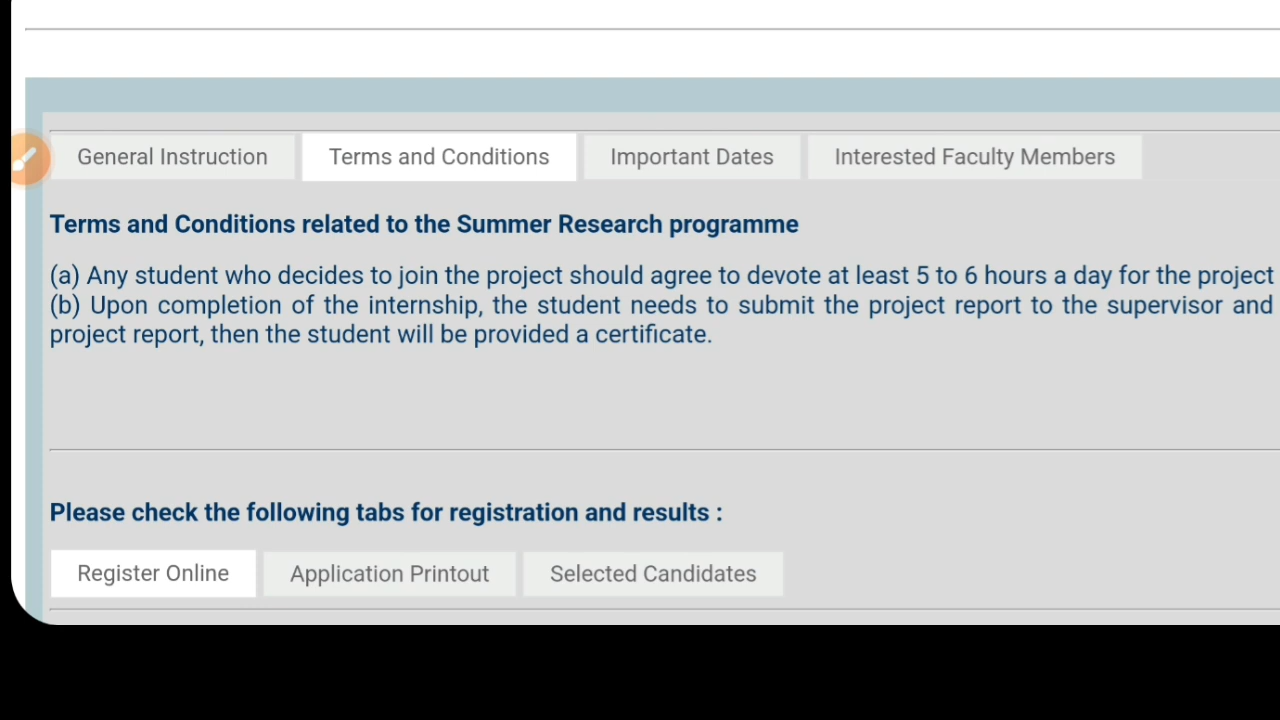 General Instruction Terms and Conditions Important Dates Interested Faculty Members
Terms and Conditions related to the Summer Research programme
(a) Any student who decides to join the project should agree to devote at least 5 to 6 hours a day for the project
(b) Upon completion of the internship, the student needs to submit the project report to the supervisor and
project report, then the student will be provided a certificate.
Please check the following tabs for registration and results :
Register Online Application Printout Selected Candidates